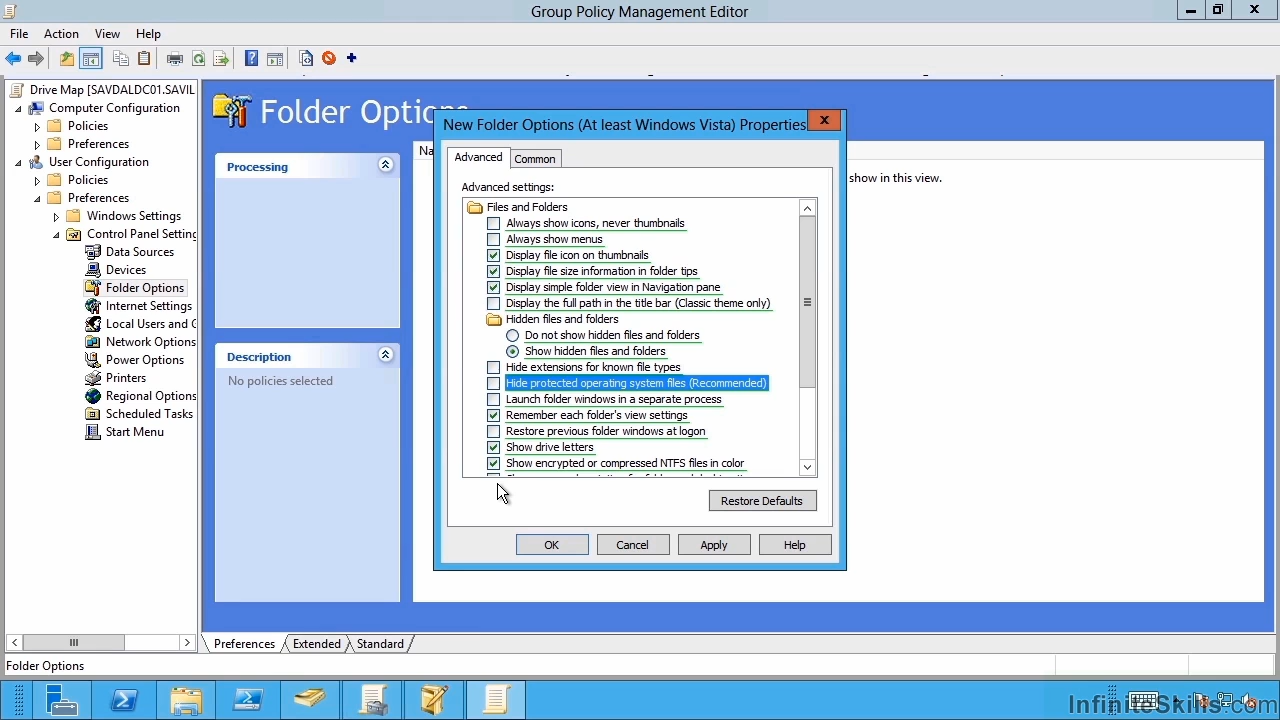 Group Policy Management Editor
File Action View Help
Drive Map [SAVDALDC01.SAVIL
Computer Configuration
Policies
Preferences
User Configuration
Policies
Preferences
Windows Settings
Control Panel Setting
Data Sources
Devices
Folder Options
Internet Settings
Local Users and G
Network Options
Power Options
Printers
Regional Options
Scheduled Tasks
Start Menu
Folder Options
Processing
Description
No policies selected
Na
show in this view.
New Folder Options (At least Windows Vista) Properties
Advanced Common
Advanced settings:
Files and Folders
Always show icons, never thumbnails
Always show menus
Display file icon on thumbnails
Display file size information in folder tips
Display simple folder view in Navigation pane
Display the full path in the title bar (Classic theme only)
Hidden files and folders
Do not show hidden files and folders
Show hidden files and folders
Hide extensions for known file types
Hide protected operating system files (Recommended)
Launch folder windows in a separate process
Remember each folder's view settings
Restore previous folder windows at logon
Show drive letters
Show encrypted or compressed NTFS files in color
Restore Defaults
OK Cancel Apply Help
Preferences Extended Standard
Folder Options
InfiniteSkills.com